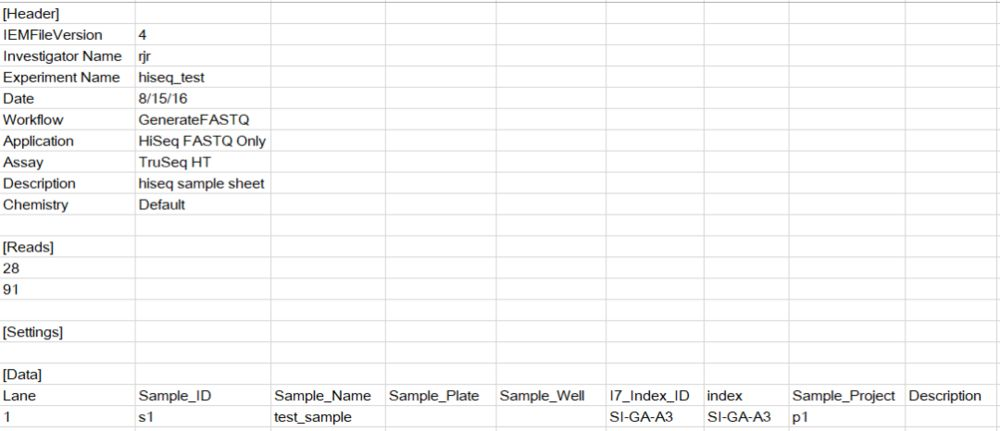 [Header]
IEMFileVersion 4
Investigator Name rjr
Experiment Name hiseq_test
Date 8/15/16
Workflow GenerateFASTQ
Application HiSeq FASTQ Only
Assay TruSeq HT
Description hiseq sample sheet
Chemistry Default
[Reads]
28
91
[Settings]
[Data]
Lane Sample_ID Sample_Name Sample_Plate Sample_Well I7_Index_ID index Sample_Project Description
1 s1 test_sample SI-GA-A3 SI-GA-A3 p1